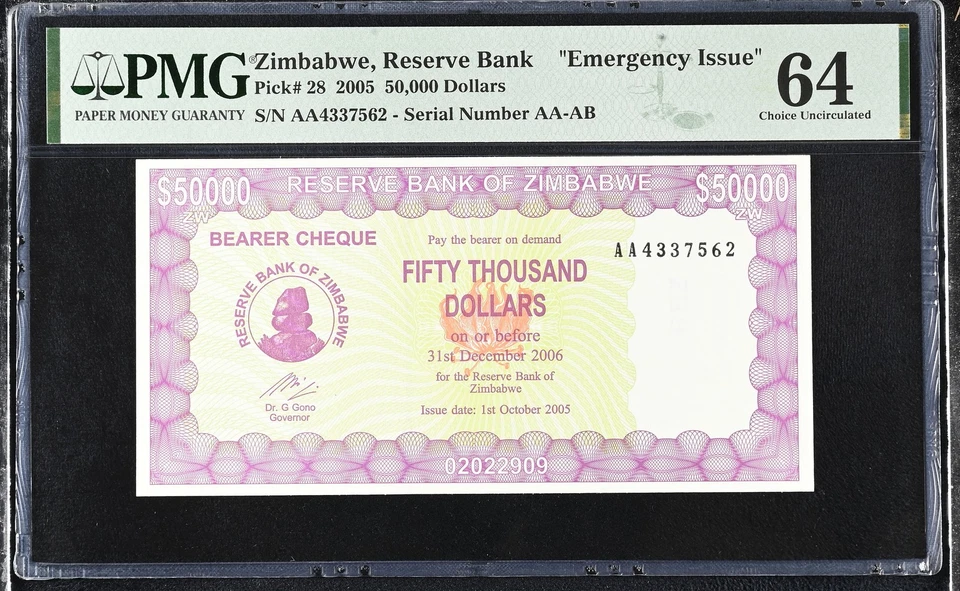 PMG® Zimbabwe, Reserve Bank "Emergency Issue"
Pick# 28 2005 50,000 Dollars
PAPER MONEY GUARANTY S/N AA4337562 - Serial Number AA-AB
64
Choice Uncirculated
$50000 RESERVE BANK OF ZIMBABWE $50000
ZW ZW
BEARER CHEQUE Pay the bearer on demand AA4337562
FIFTY THOUSAND
DOLLARS
RESERVE BANK OF ZIMBABWE
on or before
31st December 2006
for the Reserve Bank of
Zimbabwe
Dr. G Gono
Governor
Issue date: 1st October 2005
02022909